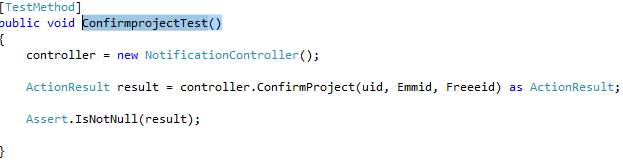 [TestMethod]
public void ConfirmprojectTest()
{
controller = new NotificationController();
ActionResult result = controller.ConfirmProject(uid, Emmid, Freeeid) as ActionResult;
Assert.IsNotNull(result);
}